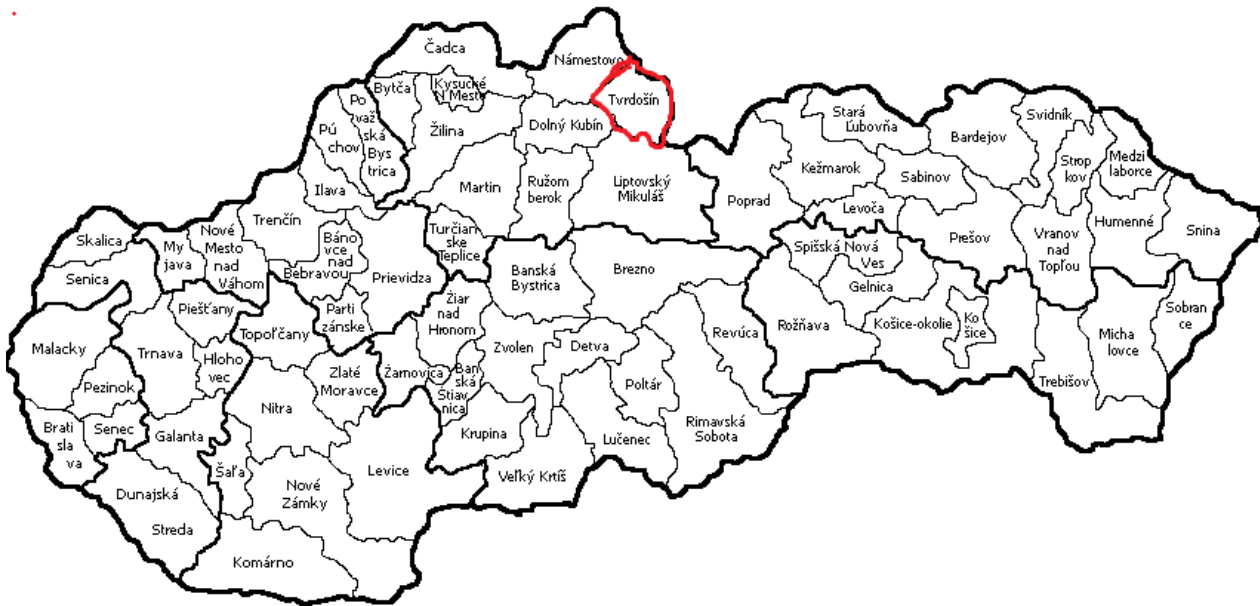 Čadca
Námestovo
Bytča
Kysucké
N Mesto
Tvrdošín
Po
važ
ská
Bys
trica
Pú
chov
Žilina
Dolný Kubín
Stará
Ľubovňa
Bardejov
Svidník
Strop
kov
Medzi
laborce
Kežmarok
Sabinov
Ilava
Martin
Ružom
berok
Liptovský
Mikuláš
Poprad
Levoča
Trenčín
Turčian
ske
Teplice
Prešov
Vranov
nad
Topľou
Humenné
Snina
Skalica
My
java
Nové
Mesto
nad
Váhom
Báno
vce nad
Bebravou
Prievidza
Banská
Bystrica
Brezno
Spišská Nová
Ves
Gelnica
Senica
Piešťany
Topoľčany
Parti
zánske
Žiar
nad
Hronom
Rožňava
Košice-okolie
Ko
šice
Micha
lovce
Sobran
ce
Malacky
Trnava
Hloho
vec
Zlaté
Moravce
Žarnovica
Ban
ská
Štiav
nica
Zvolen
Detva
Revúca
Trebišov
Pezinok
Nitra
Poltár
Brati
sla
va
Senec
Galanta
Krupina
Lučenec
Rimavská
Sobota
Šaľa
Levice
Veľký Krtíš
Dunajská
Streda
Nové
Zámky
Komárno